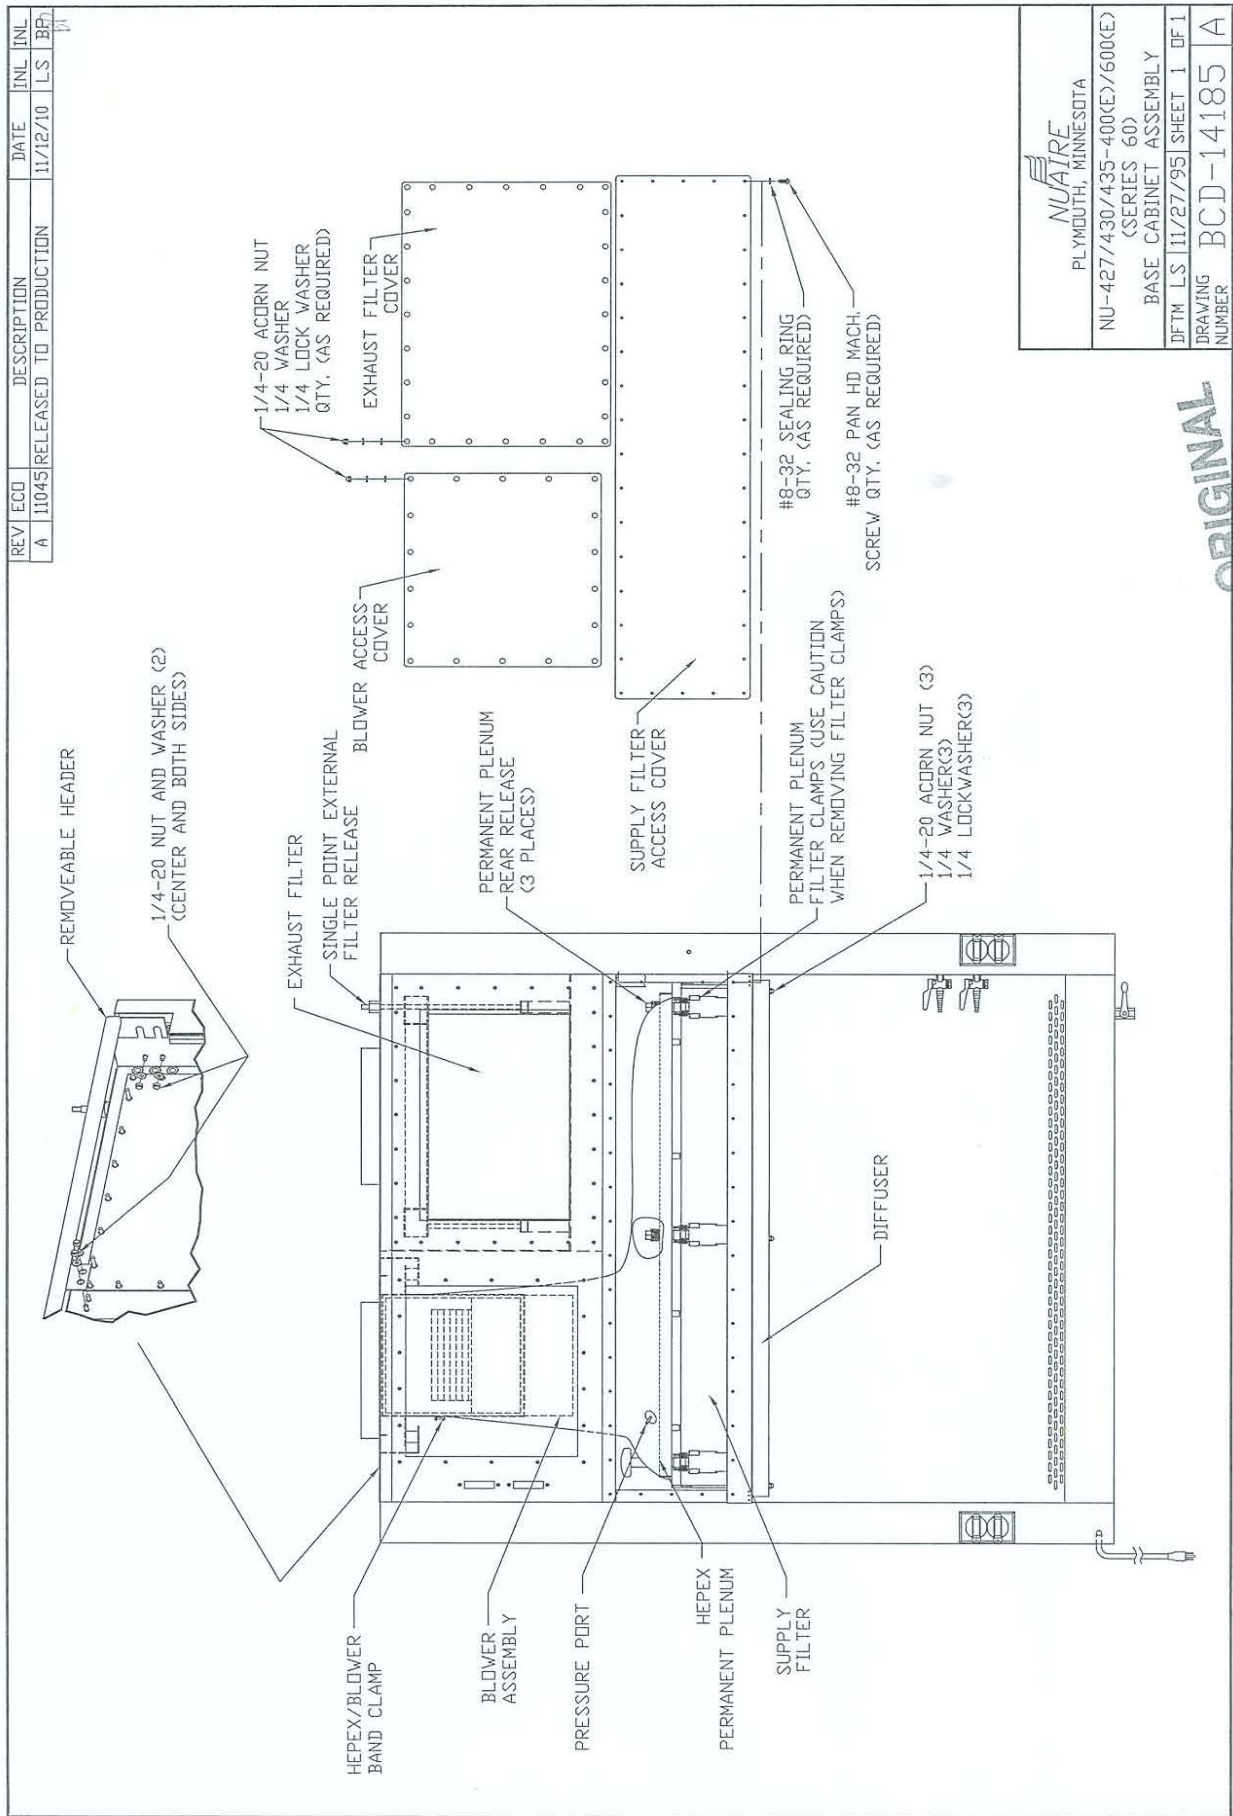 REV ECO DESCRIPTION DATE INL INL
A 11045 RELEASED TO PRODUCTION 11/12/10 LS BP
REMOVEABLE HEADER
1/4-20 NUT AND WASHER (2)
(CENTER AND BOTH SIDES)
1/4-20 ACORN NUT
1/4 WASHER
1/4 LOCK WASHER
QTY. (AS REQUIRED)
EXHAUST FILTER
COVER
BLOWER ACCESS
COVER
EXHAUST FILTER
SINGLE POINT EXTERNAL
FILTER RELEASE
PERMANENT PLENUM
REAR RELEASE
(3 PLACES)
SUPPLY FILTER
ACCESS COVER
#8-32 SEALING RING
QTY. (AS REQUIRED)
#8-32 PAN HD MACH.
SCREW QTY. (AS REQUIRED)
PERMANENT PLENUM
FILTER CLAMPS (USE CAUTION
WHEN REMOVING FILTER CLAMPS)
1/4-20 ACORN NUT (3)
1/4 WASHER(3)
1/4 LOCKWASHER(3)
HEPEX/BLOWER
BAND CLAMP
BLOWER
ASSEMBLY
PRESSURE PORT
HEPEX
PERMANENT PLENUM
SUPPLY
FILTER
DIFFUSER
ORIGINAL
NUAIRE
PLYMOUTH, MINNESOTA
NU-427/430/435-400(E)/600(E)
(SERIES 60)
BASE CABINET ASSEMBLY
DFTM LS 11/27/95 SHEET 1 OF 1
DRAWING
NUMBER BCD-14185 A